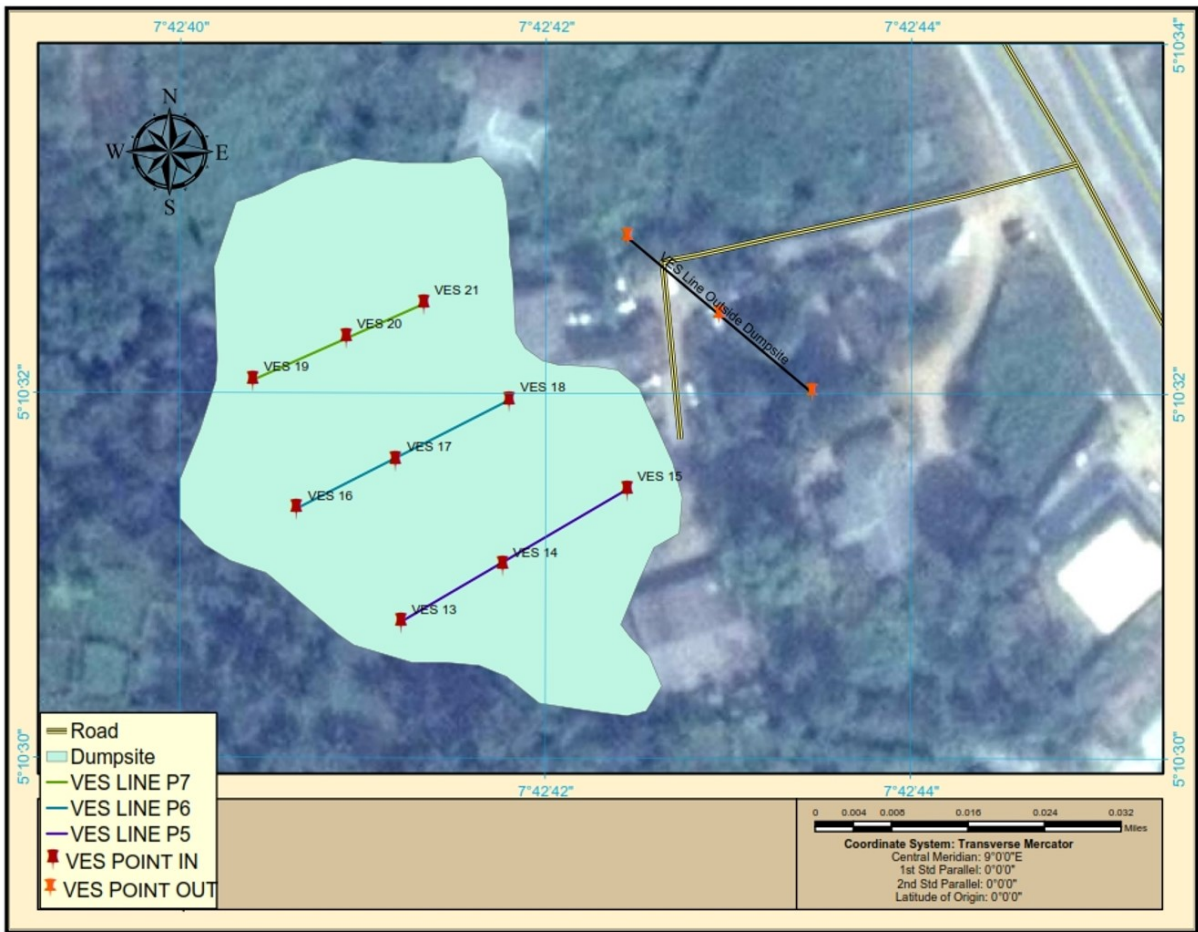 7°42'40"
7°42'42"
7°42'44"
5°10'34"
N
W
E
S
VES Line Outside Dumpsite
VES 21
VES 20
VES 19
5°10'32"
5°10'32"
VES 18
VES 17
VES 16
VES 15
VES 14
VES 13
5°10'30"
5°10'30"
Road
Dumpsite
VES LINE P7
VES LINE P6
VES LINE P5
VES POINT IN
VES POINT OUT
7°42'42"
7°42'44"
0 0.004 0.008 0.016 0.024 0.032
Miles
Coordinate System: Transverse Mercator
Central Meridian: 9°0'0"E
1st Std Parallel: 0°0'0"
2nd Std Parallel: 0°0'0"
Latitude of Origin: 0°0'0"